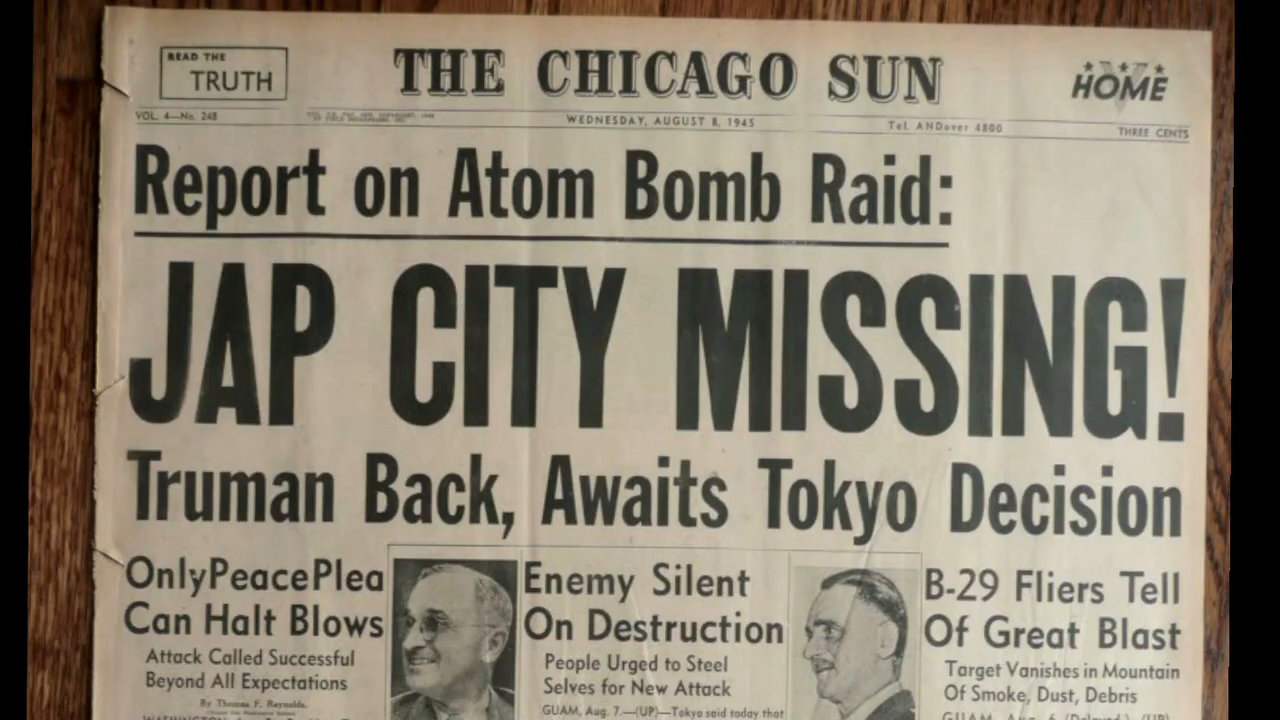 READ THE
TRUTH
THE CHICAGO SUN
HOME
VOL. 4—No. 248
WEDNESDAY, AUGUST 8, 1945
Tel. ANDover 4800
THREE CENTS
Report on Atom Bomb Raid:
JAP CITY MISSING!
Truman Back, Awaits Tokyo Decision
Only Peace Plea
Can Halt Blows
Attack Called Successful
Beyond All Expectations
By Thomas F. Reynolds.
Enemy Silent
On Destruction
People Urged to Steel
Selves for New Attack
GUAM, Aug. 7.—(UP)—Tokyo said today that
B-29 Fliers Tell
Of Great Blast
Target Vanishes in Mountain
Of Smoke, Dust, Debris